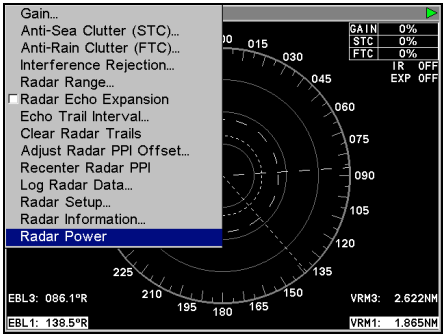 Gain...
Anti-Sea Clutter (STC)...
Anti-Rain Clutter (FTC)...
Interference Rejection...
Radar Range...
Radar Echo Expansion
Echo Trail Interval...
Clear Radar Trails
Adjust Radar PPI Offset...
Recenter Radar PPI
Log Radar Data...
Radar Setup...
Radar Information...
Radar Power
GAIN 0%
STC 0%
FTC 0%
IR OFF
EXP OFF
00
015
030
045
060
075
090
105
120
135
150
165
180
195
210
225
EBL3: 086.1ºR
EBL1: 138.5ºR
VRM3: 2.622NM
VRM1: 1.865NM